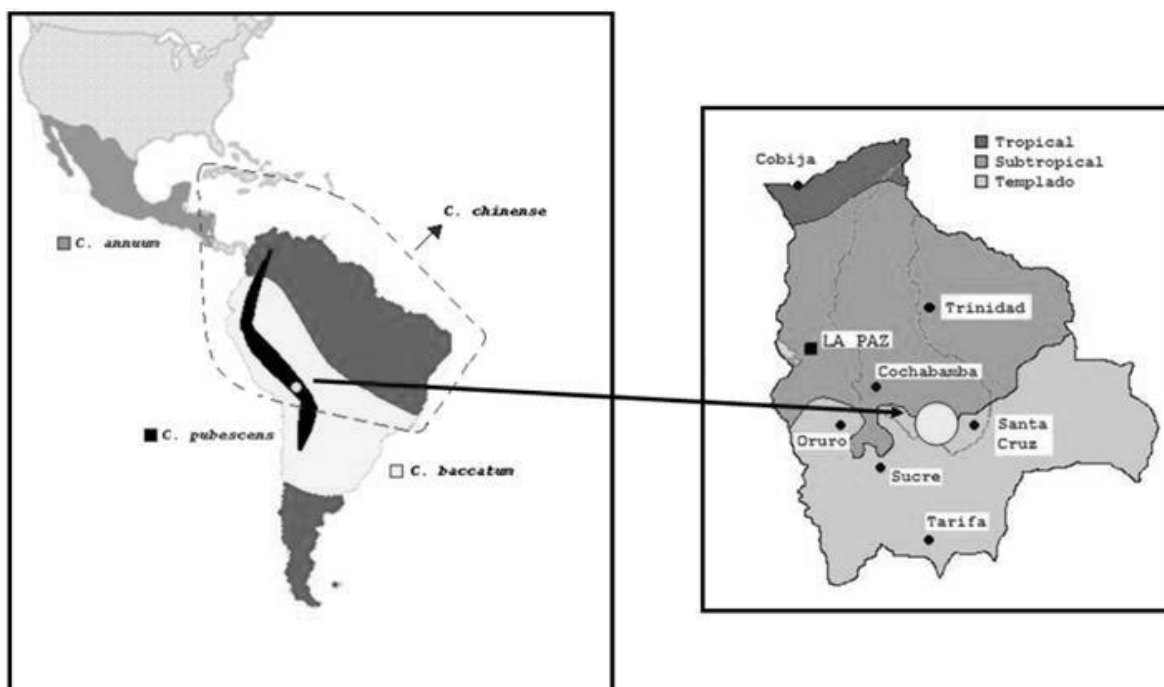 C. chinense
C. annuum
C. pubescens
C. baccatum
Tropical
Subtropical
Templado
Cobija
Trinidad
LA PAZ
Cochabamba
Oruro
Santa
Cruz
Sucre
Tarifa